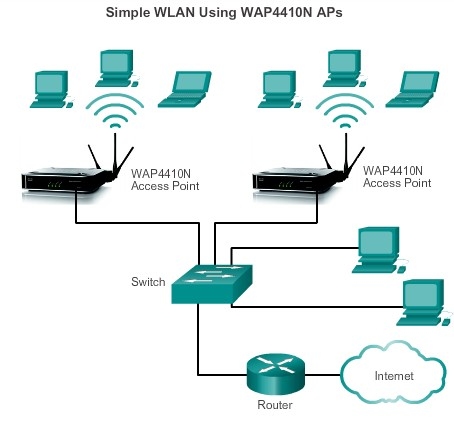 Simple WLAN Using WAP4410N APs
WAP4410N
Access Point
WAP4410N
Access Point
Switch
Internet
Router